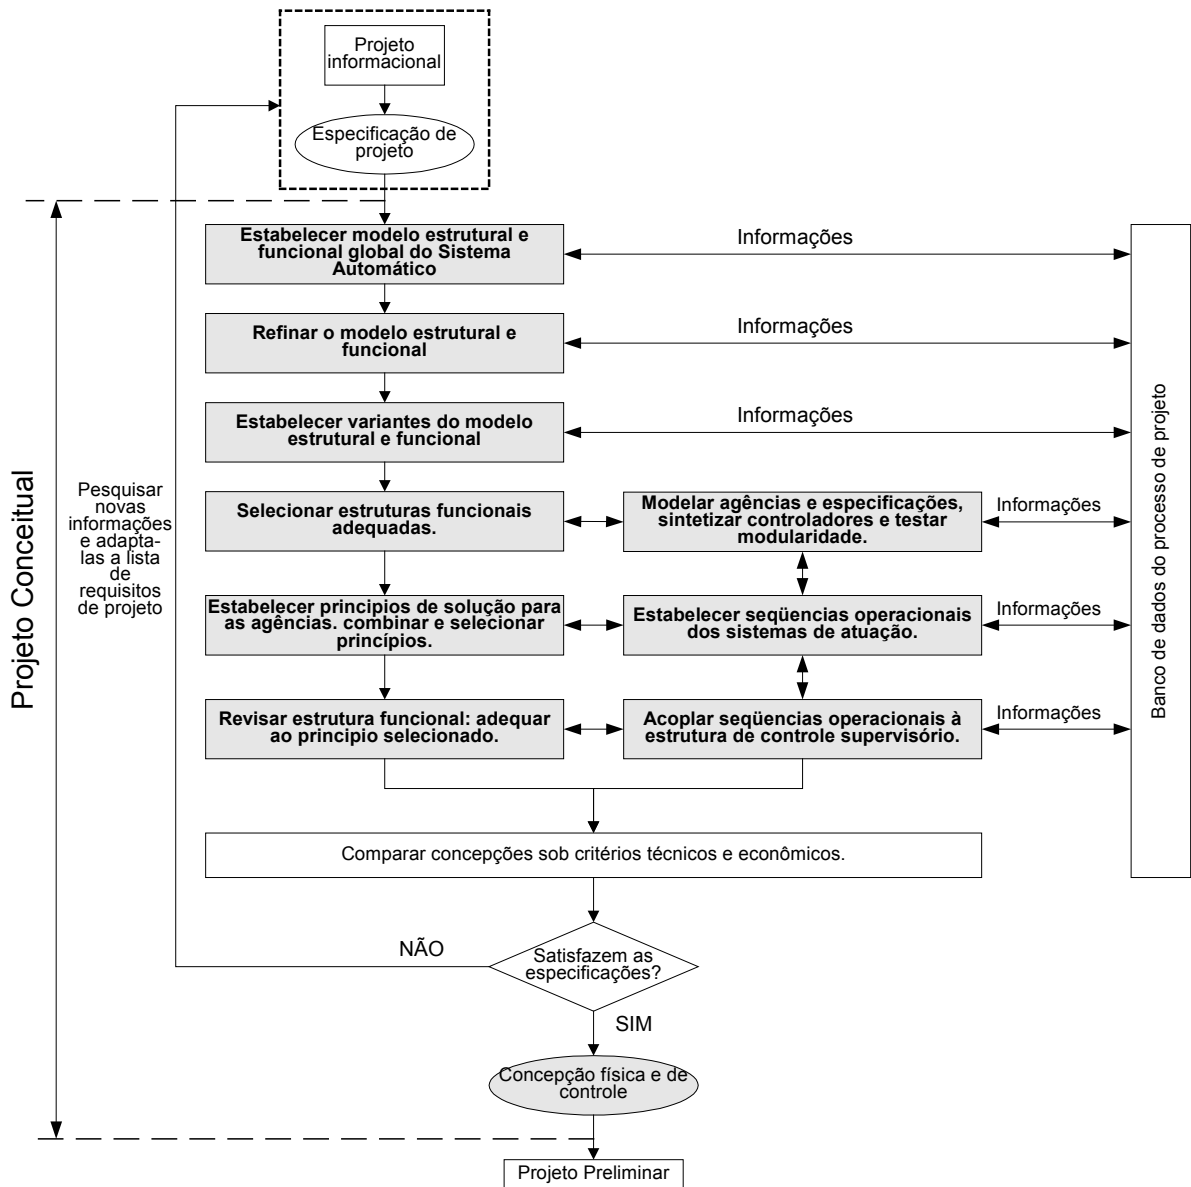 Projeto
informacional
Especificação de
projeto
Estabelecer modelo estrutural e
funcional global do Sistema
Automático
Informações
Refinar o modelo estrutural e
funcional
Informações
Estabelecer variantes do modelo
estrutural e funcional
Informações
Selecionar estruturas funcionais
adequadas.
Modelar agências e especificações,
sintetizar controladores e testar
modularidade.
Informações
Estabelecer principios de solução para
as agências. combinar e selecionar
princípios.
Estabelecer seqüencias operacionais
dos sistemas de atuação.
Informações
Revisar estrutura funcional: adequar
ao principio selecionado.
Acoplar seqüencias operacionais à
estrutura de controle supervisório.
Informações
Banco de dados do processo de projeto
Projeto Conceitual
Pesquisar
novas
informações
e adapta-
las a lista
de
requisitos
de projeto
Comparar concepções sob critérios técnicos e econômicos.
Satisfazem as
especificações?
NÃO
SIM
Concepção física e de
controle
Projeto Preliminar